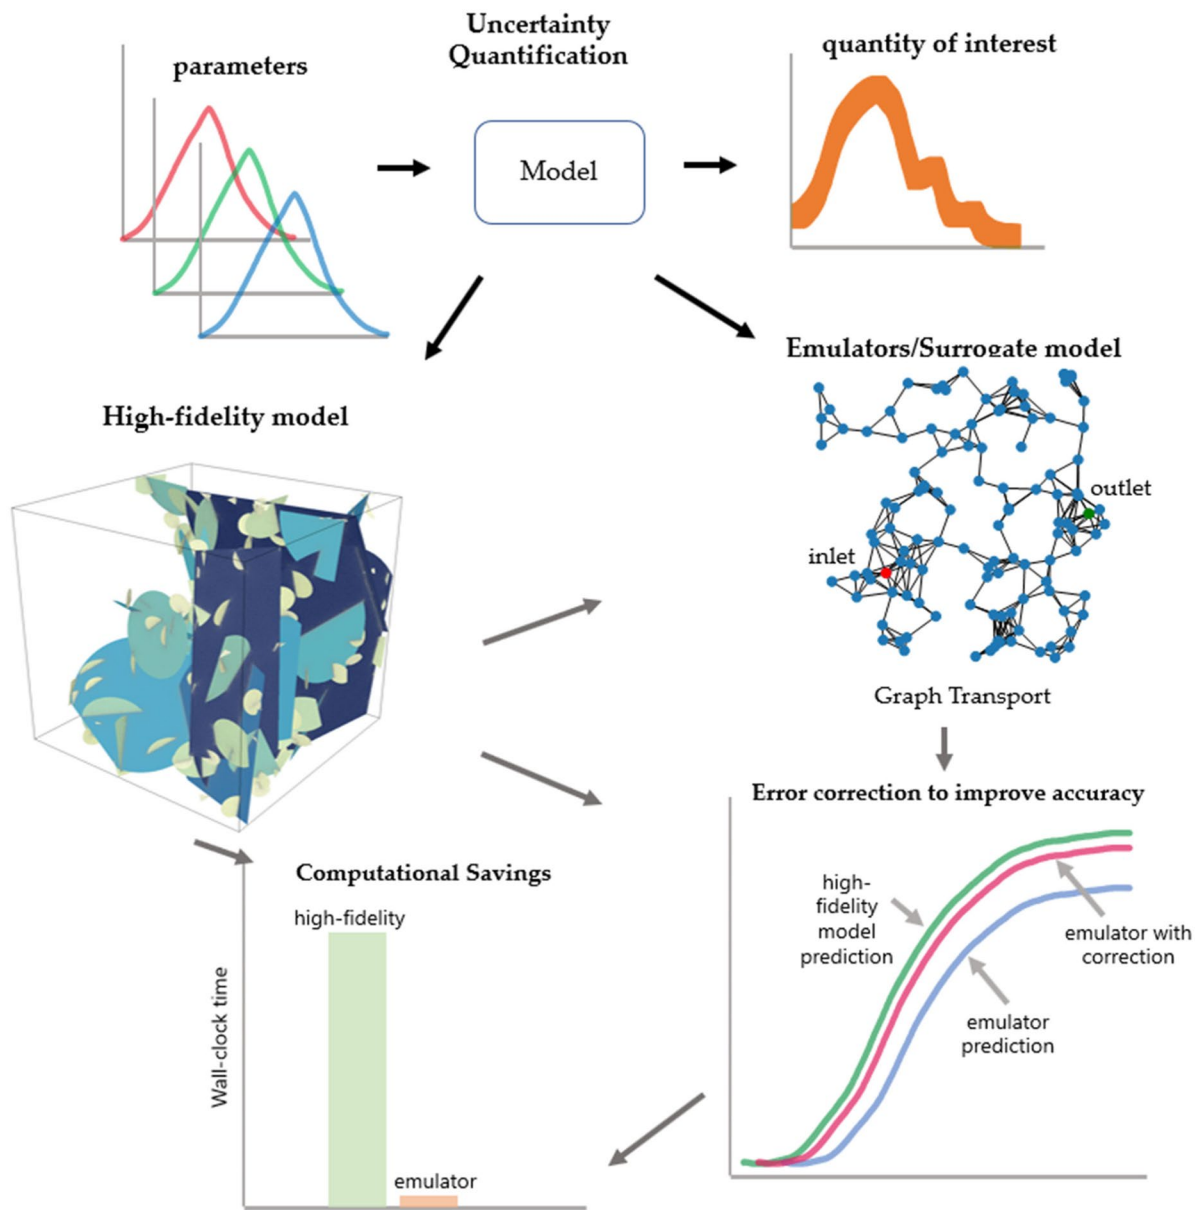 Uncertainty
Quantification
parameters
quantity of interest
Model
Emulators/Surrogate model
High-fidelity model
outlet
inlet
Graph Transport
Error correction to improve accuracy
Computational Savings
high-fidelity
Wall-clock time
emulator
high-
fidelity
model
prediction
emulator with
correction
emulator
prediction